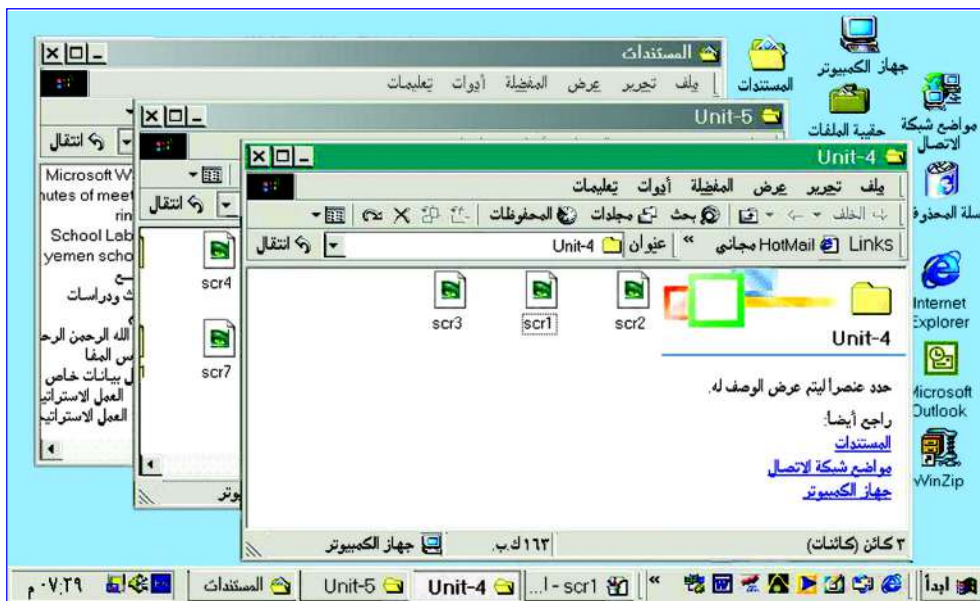 جهاز الكمبيوتر
المستندات
مواضع شبكة
الاتصال
حقيبة الملفات
سلة المحذوف
Internet
Explorer
Microsoft
Outlook
WinZip
المستندات
ملف تحرير عرض المفضلة أدوات تعليمات
انتقال
Microsoft W
nutes of meet
rin
School Lab
yemen scho
ث ودراسات
الله الرحمن الرح
س المفا
ل بيانات خاص
العمل الاستراتي
العمل الاستراتي
Unit-5
انتقال
scr4
scr7
Unit-4
ملف تحرير عرض المفضلة أدوات تعليمات
الخلف بحث مجلدات المحفوظات
Links HotMail مجاني » عنوان Unit-4 انتقال
scr2 scr1 scr3
Unit-4
حدد عنصراً ليتم عرض الوصف له.
راجع أيضاً:
المستندات
مواضع شبكة الاتصال
جهاز الكمبيوتر
٣ كائن (كائنات) ١٦٣ ك.ب. جهاز الكمبيوتر
ابدأ » scr1 - ا... Unit-4 Unit-5 المستندات ٠٧:٢٩ م